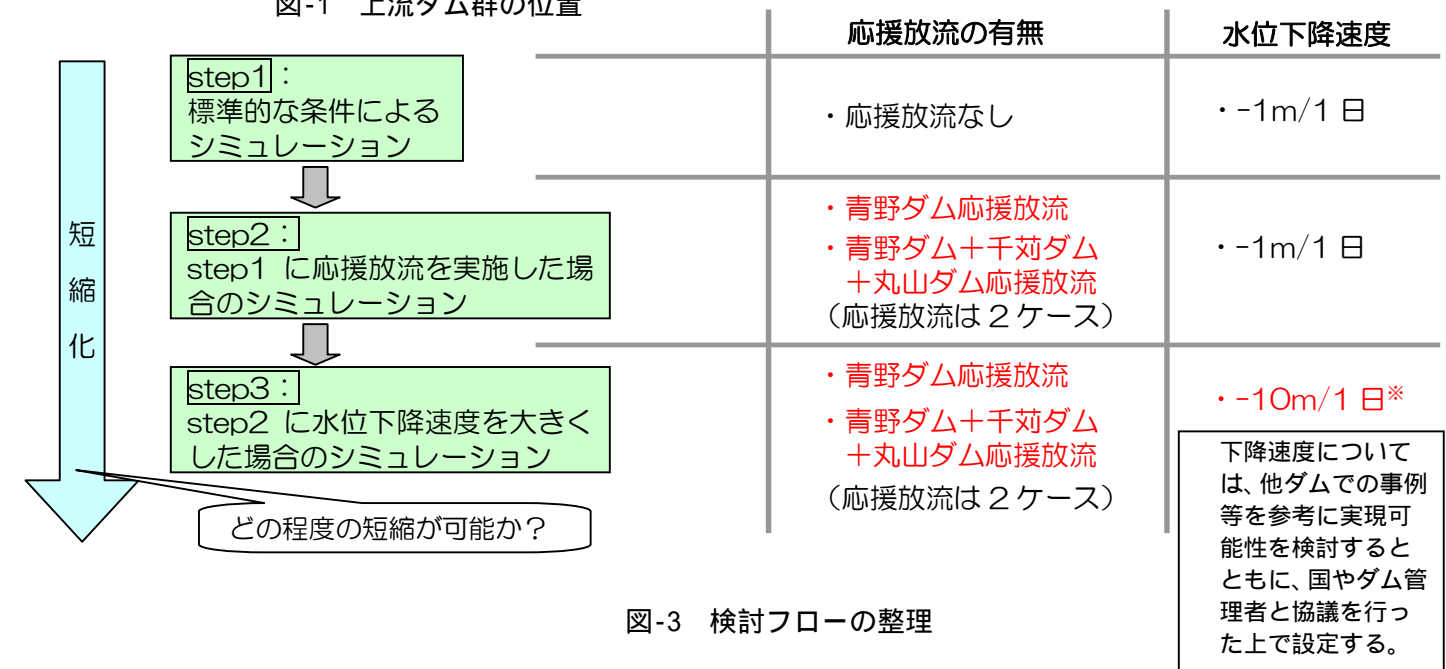 図-1 上流ダム群の位置
応援放流の有無
水位下降速度
step1：
標準的な条件による
シミュレーション
・応援放流なし
・-1m/1 日
短
縮
化
step2：
step1 に応援放流を実施した場
合のシミュレーション
・青野ダム応援放流
・青野ダム＋千苅ダム
＋丸山ダム応援放流
（応援放流は 2 ケース）
・-1m/1 日
step3：
step2 に水位下降速度を大きく
した場合のシミュレーション
・青野ダム応援放流
・青野ダム＋千苅ダム
＋丸山ダム応援放流
（応援放流は 2 ケース）
・-10m/1 日※
下降速度について
は、他ダムでの事例
等を参考に実現可
能性を検討すると
ともに、国やダム管
理者と協議を行っ
た上で設定する。
どの程度の短縮が可能か？
図-3 検討フローの整理